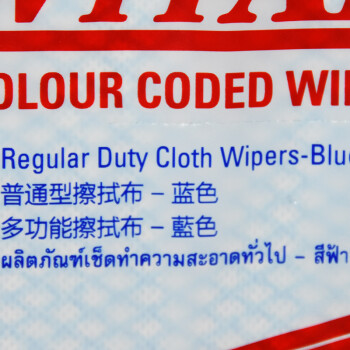 COLOUR CODED WI
Regular Duty Cloth Wipers-Blu
普通型擦拭布 – 蓝色
多功能擦拭布 – 藍色
ผลิตภัณฑ์เช็ดทำความสะอาดทั่วไป – สีฟ้า